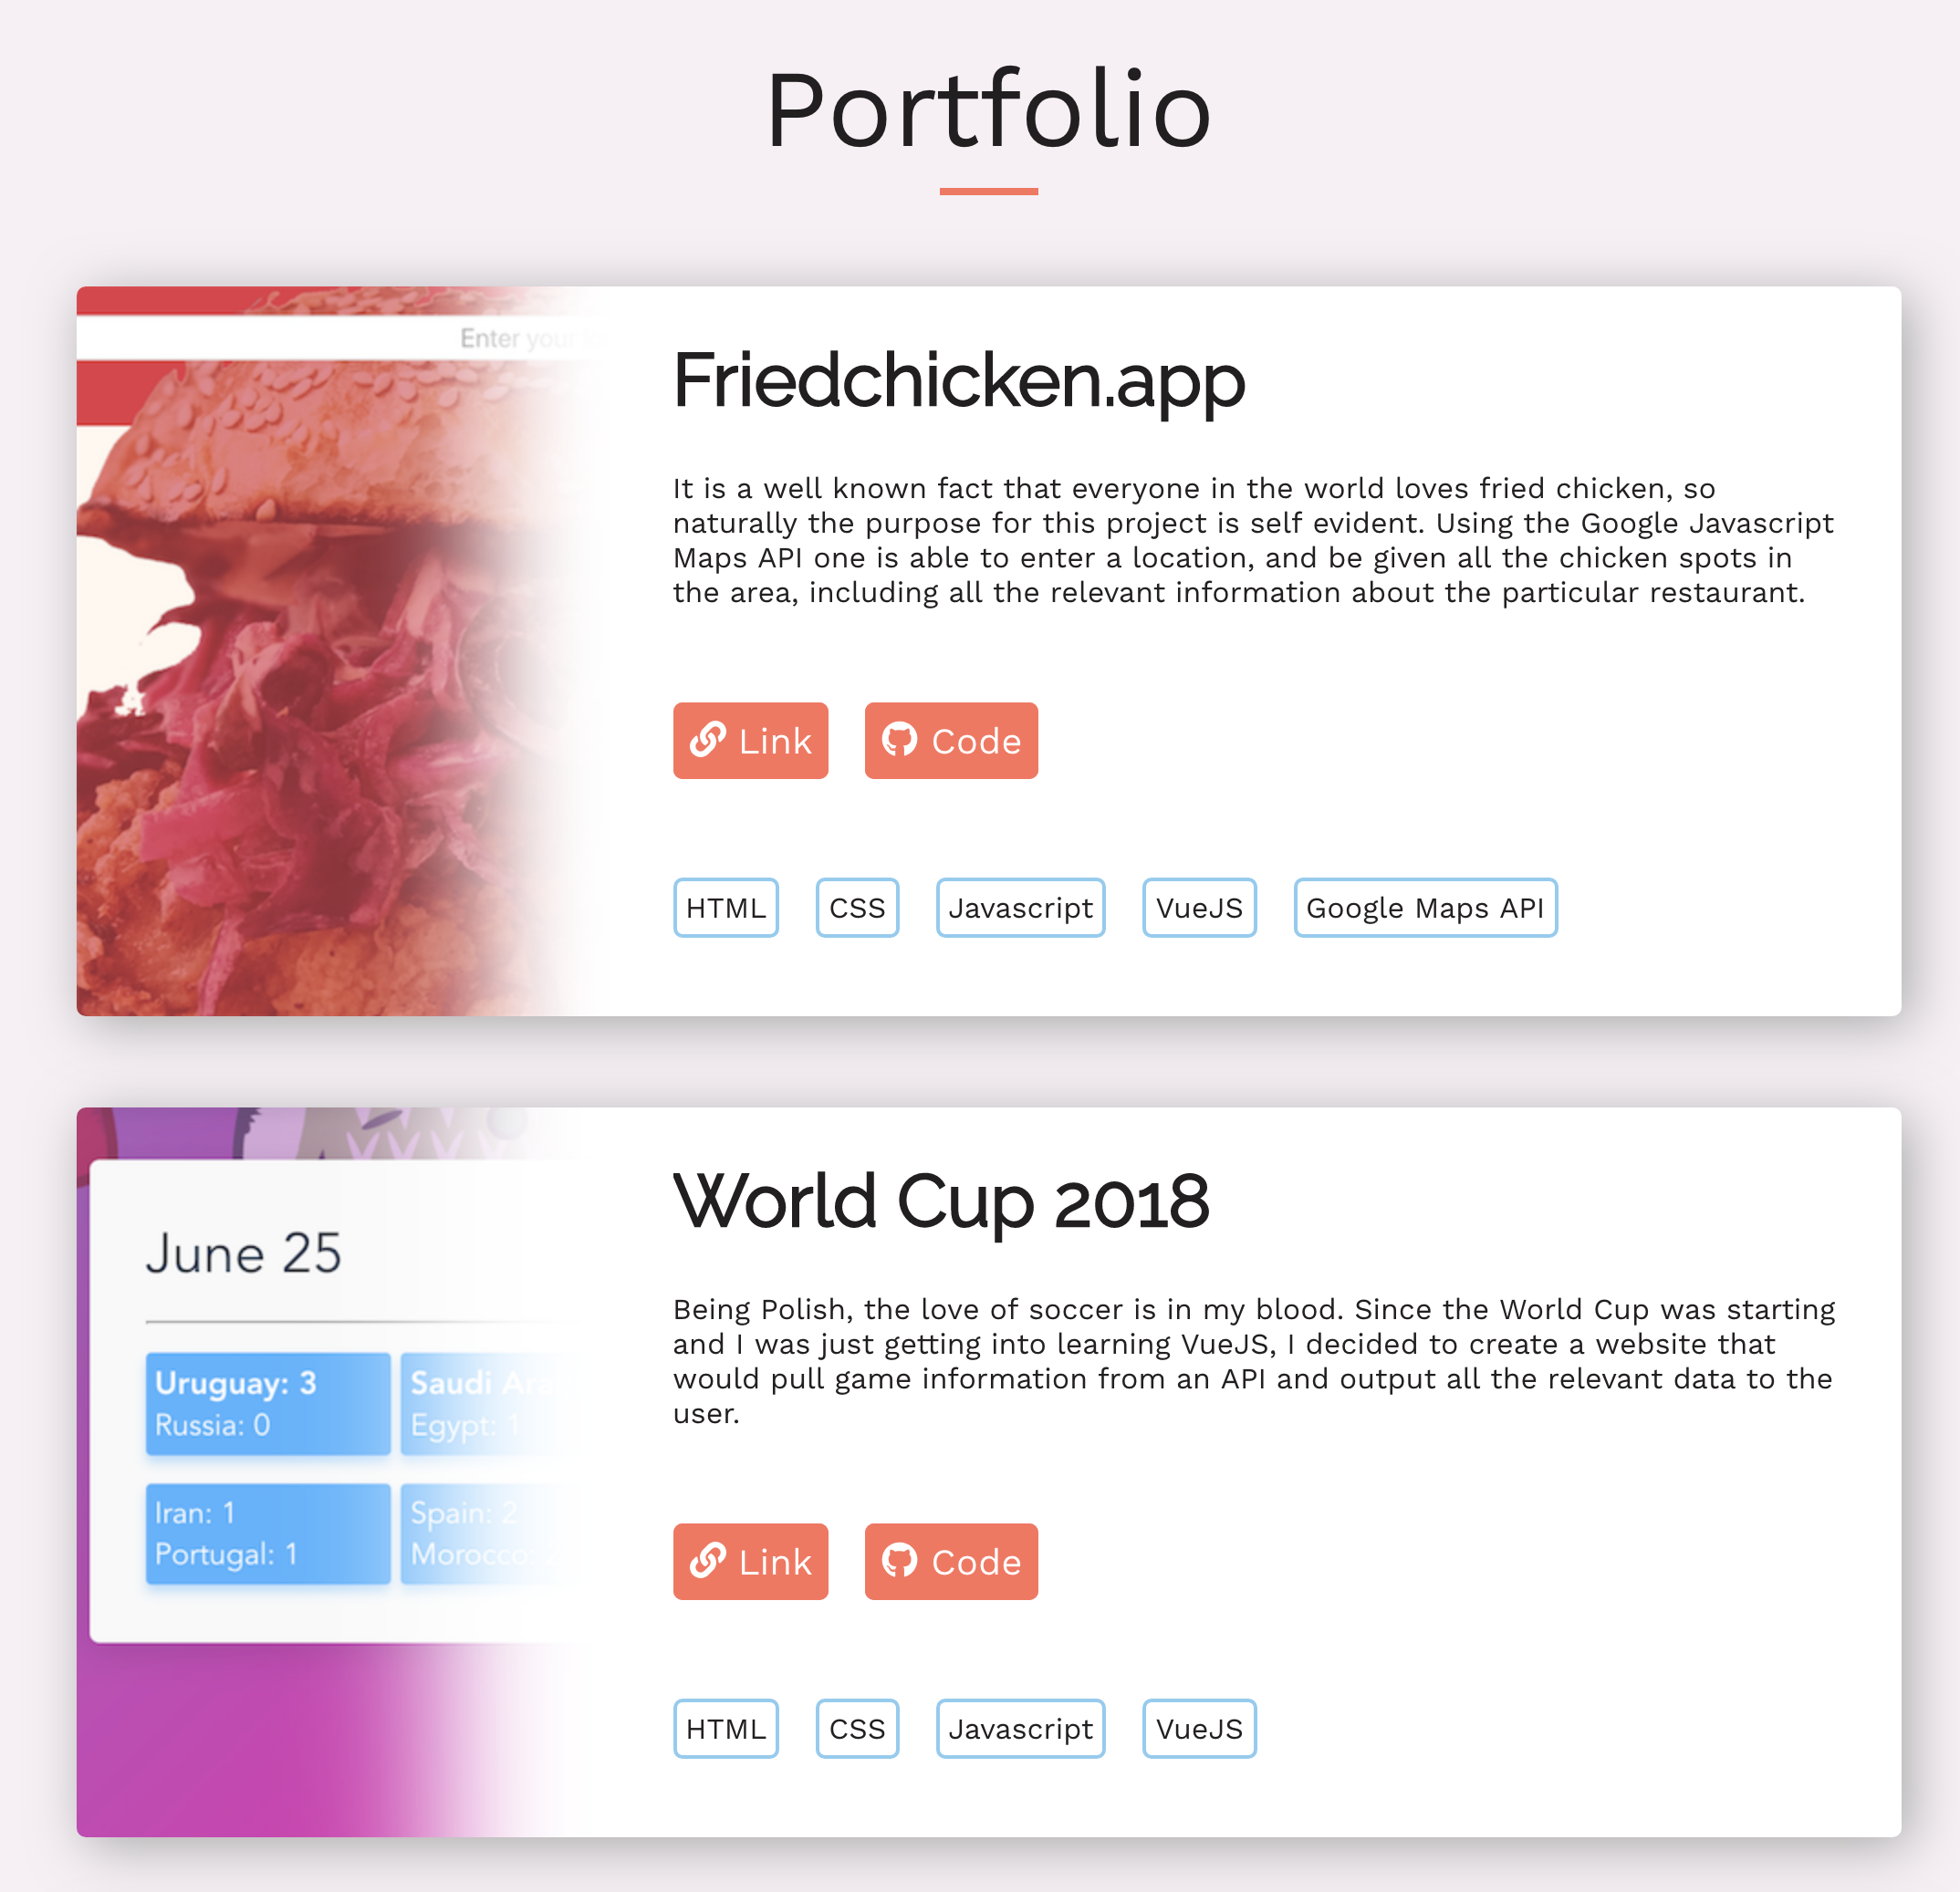 Portfolio
Enter your
Friedchicken.app
It is a well known fact that everyone in the world loves fried chicken, so
naturally the purpose for this project is self evident. Using the Google Javascript
Maps API one is able to enter a location, and be given all the chicken spots in
the area, including all the relevant information about the particular restaurant.
Link
Code
HTML
CSS
Javascript
VueJS
Google Maps API
June 25
Uruguay: 3
Russia: 0
Saudi
Egypt: 1
Iran: 1
Portugal: 1
Spain: 2
Morocco:
World Cup 2018
Being Polish, the love of soccer is in my blood. Since the World Cup was starting
and I was just getting into learning VueJS, I decided to create a website that
would pull game information from an API and output all the relevant data to the
user.
Link
Code
HTML
CSS
Javascript
VueJS